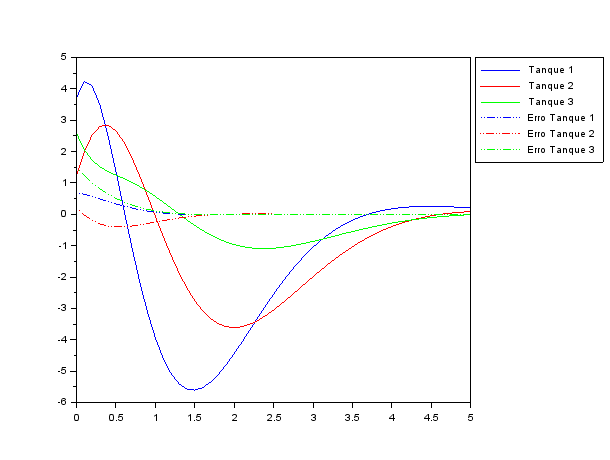 5
4
3
2
1
0
-1
-2
-3
-4
-5
-6
0 0.5 1 1.5 2 2.5 3 3.5 4 4.5 5
Tanque 1
Tanque 2
Tanque 3
Erro Tanque 1
Erro Tanque 2
Erro Tanque 3